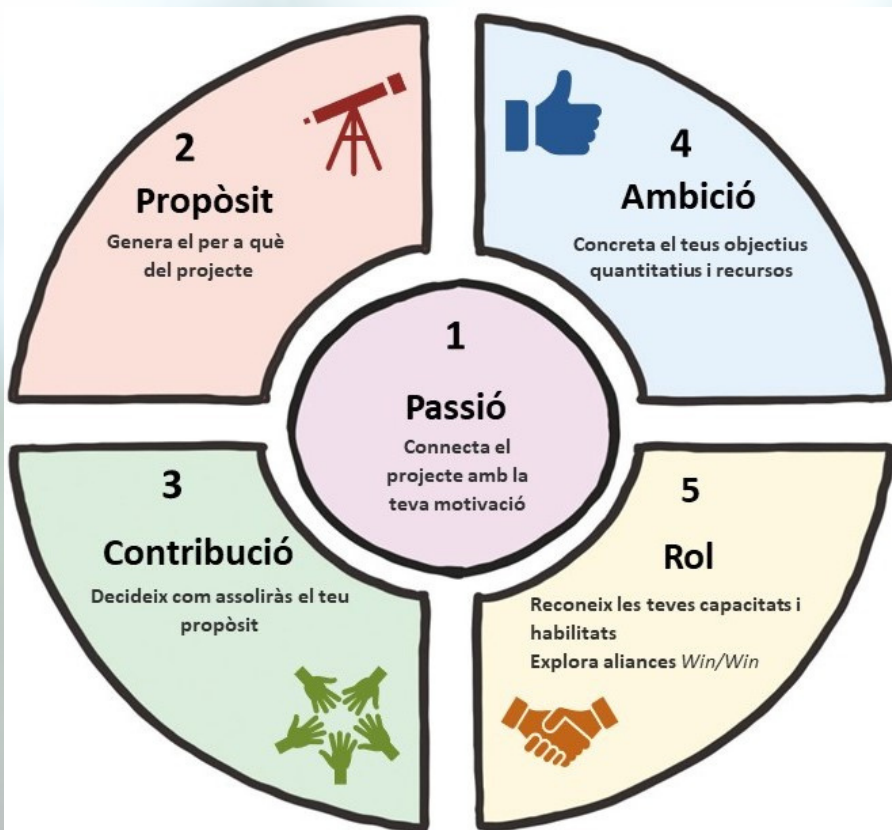 2
Propòsit
Genera el per a què
del projecte
4
Ambició
Concreta el teus objectius
quantitatius i recursos
1
Passió
Connecta el
projecte amb la
teva motivació
3
Contribució
Decideix com assoliràs el teu
propòsit
5
Rol
Reconeix les teves capacitats i
habilitats
Explora aliances Win/Win